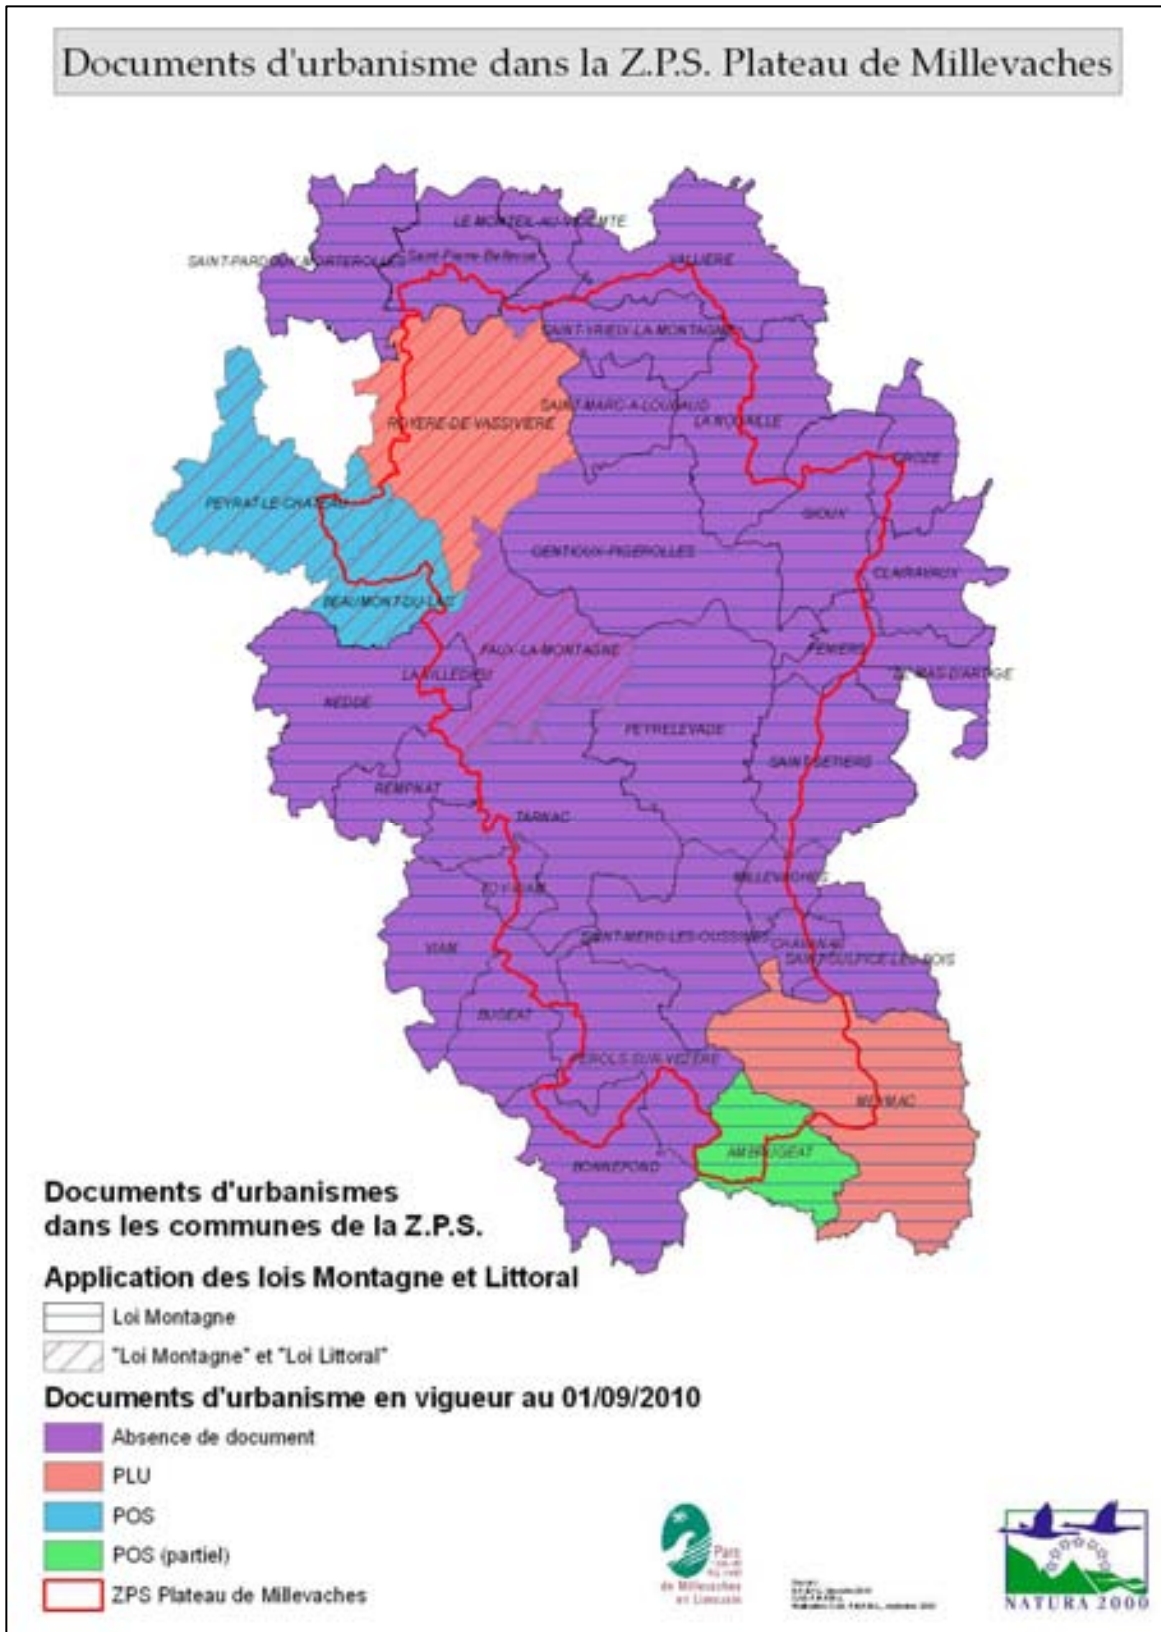 Documents d'urbanisme dans la Z.P.S. Plateau de Millevaches
LE MONTEIL-AU-VICOMTE
SAINT-PARDOUX-MORTEROLLES
Saint-Pierre-Bellevue
VALLIERE
SAINT-YRIEIX-LA-MONTAGNE
SAINT-MARC-A-LOUBAUD
ROYERE-DE-VASSIVIERE
LA NOUAILLE
CROZE
PEYRAT-LE-CHATEAU
GIOUX
GENTIOUX-PIGEROLLES
CLAIRAVAUX
BEAUMONT-DU-LAC
FAUX-LA-MONTAGNE
FENIERS
LA VILLEDIEU
LE MAS-D'ARTIGE
NEDDE
PEYRELEVADE
SAINT-SETIERS
REMPNAT
TARNAC
MILLEVACHES
TOY-VIAM
SAINT-MERD-LES-OUSSINES
CHAVANAC
VIAM
SAINT-SULPICE-LES-BOIS
BUGEAT
PEROLS-SUR-VEZERE
MEYMAC
AMBRUGEAT
BONNEFOND
Documents d'urbanismes
dans les communes de la Z.P.S.
Application des lois Montagne et Littoral
Loi Montagne
"Loi Montagne" et "Loi Littoral"
Documents d'urbanisme en vigueur au 01/09/2010
Absence de document
PLU
POS
POS (partiel)
ZPS Plateau de Millevaches
Parc
de Millevaches
en Limousin
NATURA 2000